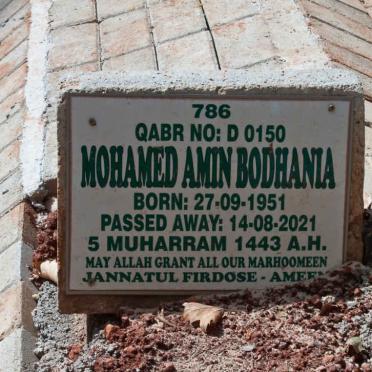 786
QABR NO: D 0150
MOHAMED AMIN BODHANIA
BORN: 27-09-1951
PASSED AWAY: 14-08-2021
5 MUHARRAM 1443 A.H.
MAY ALLAH GRANT ALL OUR MARHOOMEEN
JANNATUL FIRDOSE - AMEEN